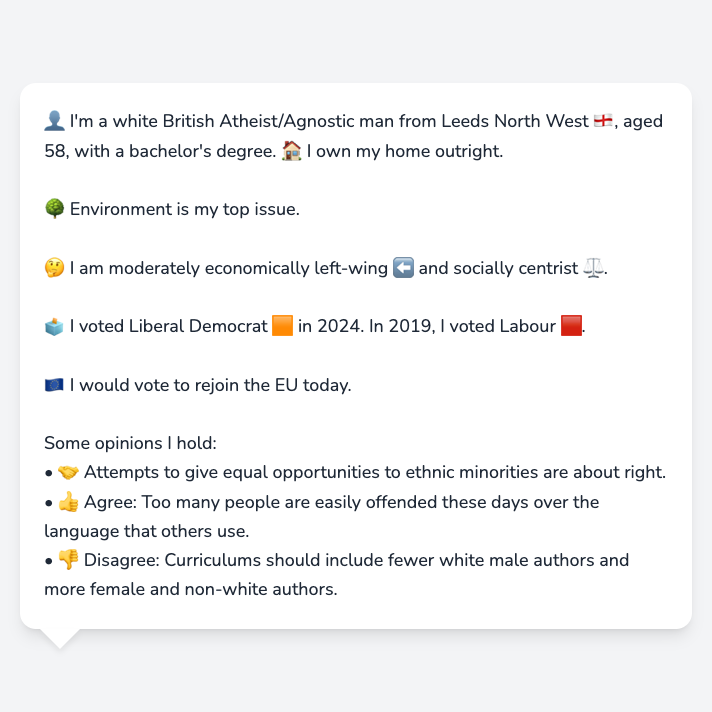 👤 I'm a white British Atheist/Agnostic man from Leeds North West 🏴󠁧󠁢󠁥󠁮󠁧󠁿, aged
58, with a bachelor's degree. 🏠 I own my home outright.
🌳 Environment is my top issue.
🤔 I am moderately economically left-wing ⬅️ and socially centrist ⚖️.
🗳️ I voted Liberal Democrat 🟧 in 2024. In 2019, I voted Labour 🟥.
🇪🇺 I would vote to rejoin the EU today.
Some opinions I hold:
• 🤝 Attempts to give equal opportunities to ethnic minorities are about right.
• 👍 Agree: Too many people are easily offended these days over the
language that others use.
• 👎 Disagree: Curriculums should include fewer white male authors and
more female and non-white authors.